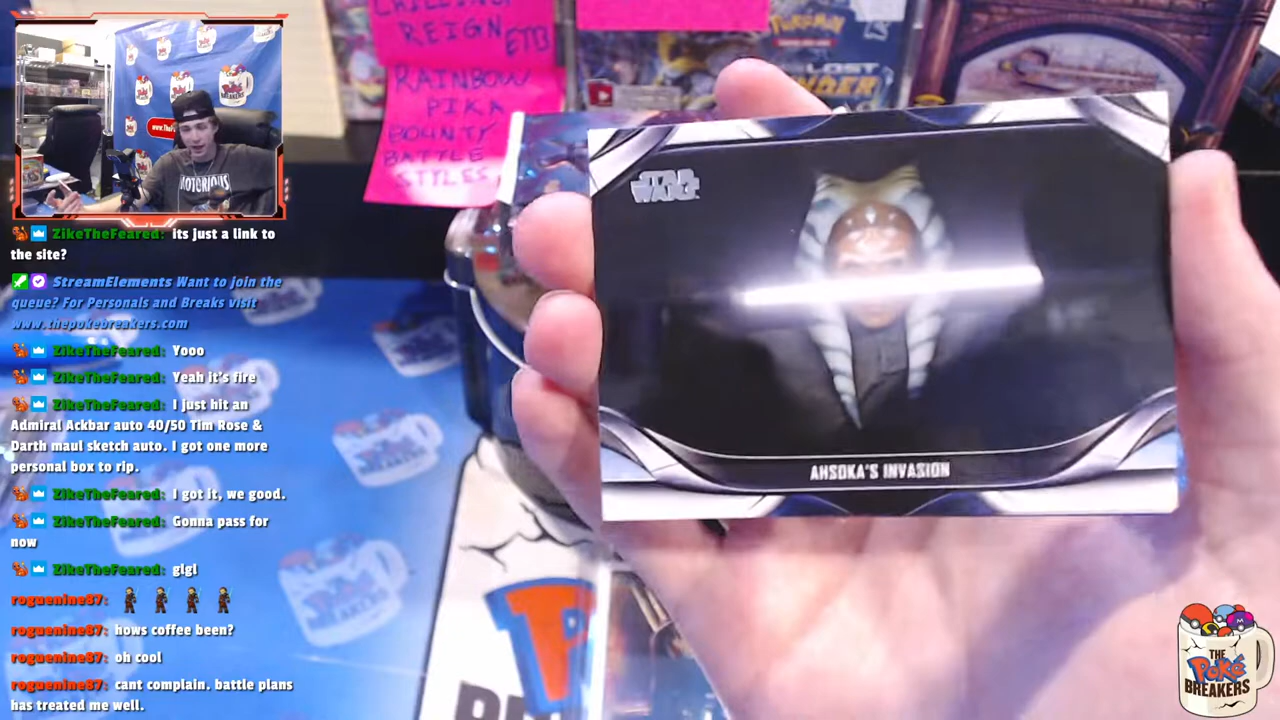 CHILLING
REIGN ETB
RAINBOW
PIKA
BOUNTY
BATTLE
STYLES
POKÉMON
LOST
STAR
WARS
AHSOKA'S INVASION
NOTORIOUS
ZikeTheFeared: its just a link to
the site?
StreamElements Want to join the
queue? For Personals and Breaks visit
www.thepokebreakers.com
ZikeTheFeared: Yooo
ZikeTheFeared: Yeah it's fire
ZikeTheFeared: I just hit an
Admiral Ackbar auto 40/50 Tim Rose &
Darth maul sketch auto. I got one more
personal box to rip.
ZikeTheFeared: I got it, we good.
ZikeTheFeared: Gonna pass for
now
ZikeTheFeared: glgl
roguenine87:
roguenine87: hows coffee been?
roguenine87: oh cool
roguenine87: cant complain. battle plans
has treated me well.
THE
Poké
BREAKERS